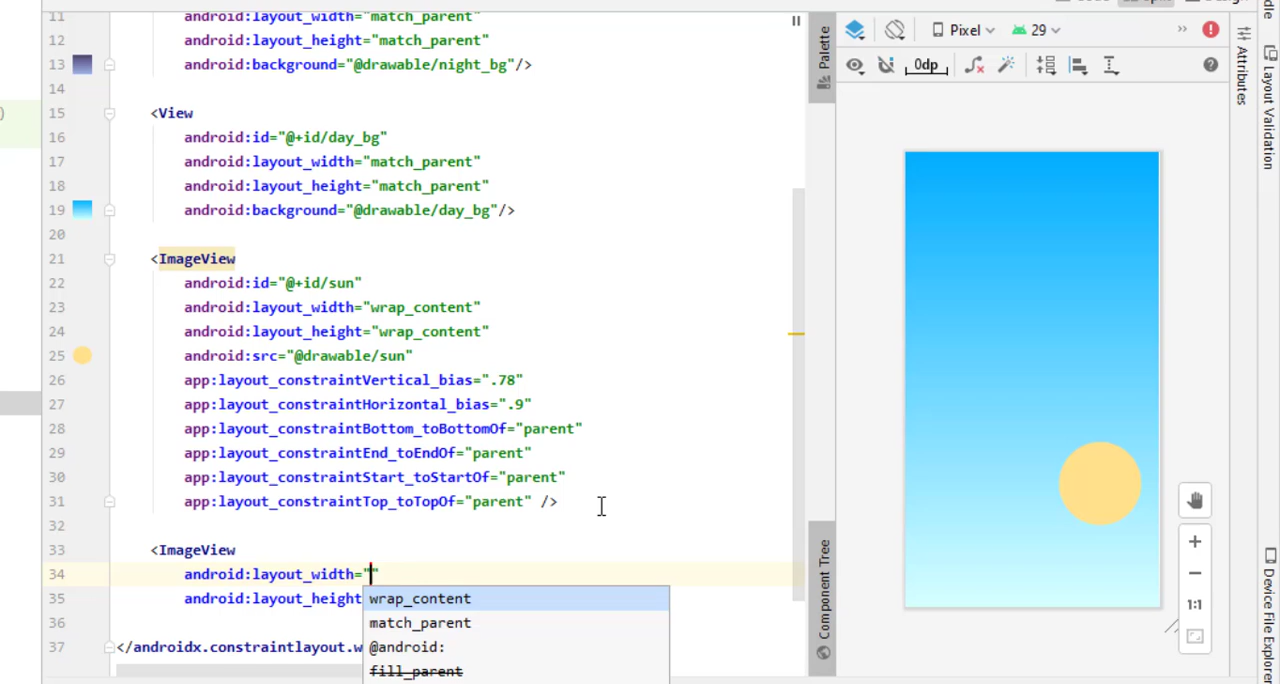 11 android:layout_width="match_parent"
12 android:layout_height="match_parent"
13 android:background="@drawable/night_bg"/>
14
15 <View
16 android:id="@+id/day_bg"
17 android:layout_width="match_parent"
18 android:layout_height="match_parent"
19 android:background="@drawable/day_bg"/>
20
21 <ImageView
22 android:id="@+id/sun"
23 android:layout_width="wrap_content"
24 android:layout_height="wrap_content"
25 android:src="@drawable/sun"
26 app:layout_constraintVertical_bias=".78"
27 app:layout_constraintHorizontal_bias=".9"
28 app:layout_constraintBottom_toBottomOf="parent"
29 app:layout_constraintEnd_toEndOf="parent"
30 app:layout_constraintStart_toStartOf="parent"
31 app:layout_constraintTop_toTopOf="parent" />
32
33 <ImageView
34 android:layout_width=""
35 android:layout_height
36
37 </androidx.constraintlayout.w
wrap_content
match_parent
@android:
fill_parent
)
Palette
Component Tree
Pixel
29
0dp
1:1
Attributes
Layout Validation
Device File Explorer